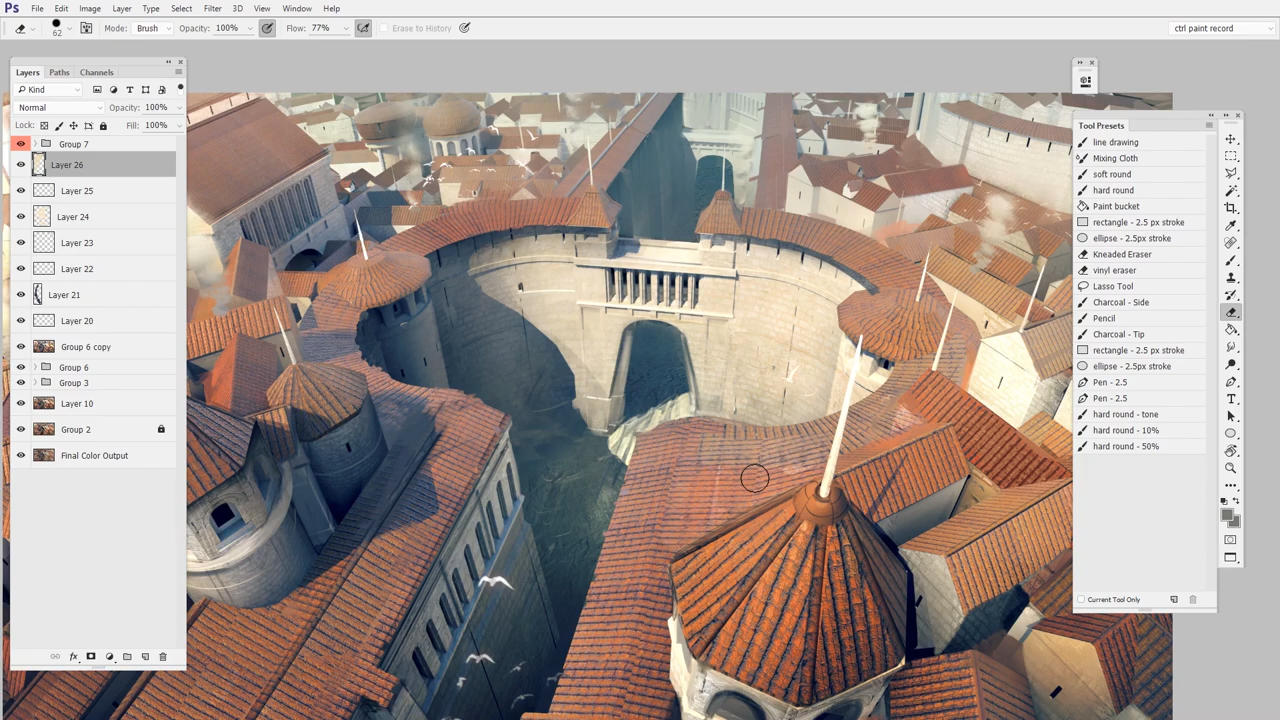 Ps File Edit Image Layer Type Select Filter 3D View Window Help
62 Mode: Brush Opacity: 100% Flow: 77% Erase to History ctrl paint record
Layers Paths Channels
Kind
Normal Opacity: 100%
Lock: Fill: 100%
Group 7
Layer 26
Layer 25
Layer 24
Layer 23
Layer 22
Layer 21
Layer 20
Group 6 copy
Group 6
Group 3
Layer 10
Group 2
Final Color Output
fx
Tool Presets
line drawing
Mixing Cloth
soft round
hard round
Paint bucket
rectangle - 2.5 px stroke
ellipse - 2.5px stroke
Kneaded Eraser
vinyl eraser
Lasso Tool
Charcoal - Side
Pencil
Charcoal - Tip
rectangle - 2.5 px stroke
ellipse - 2.5px stroke
Pen - 2.5
Pen - 2.5
hard round - tone
hard round - 10%
hard round - 50%
Current Tool Only